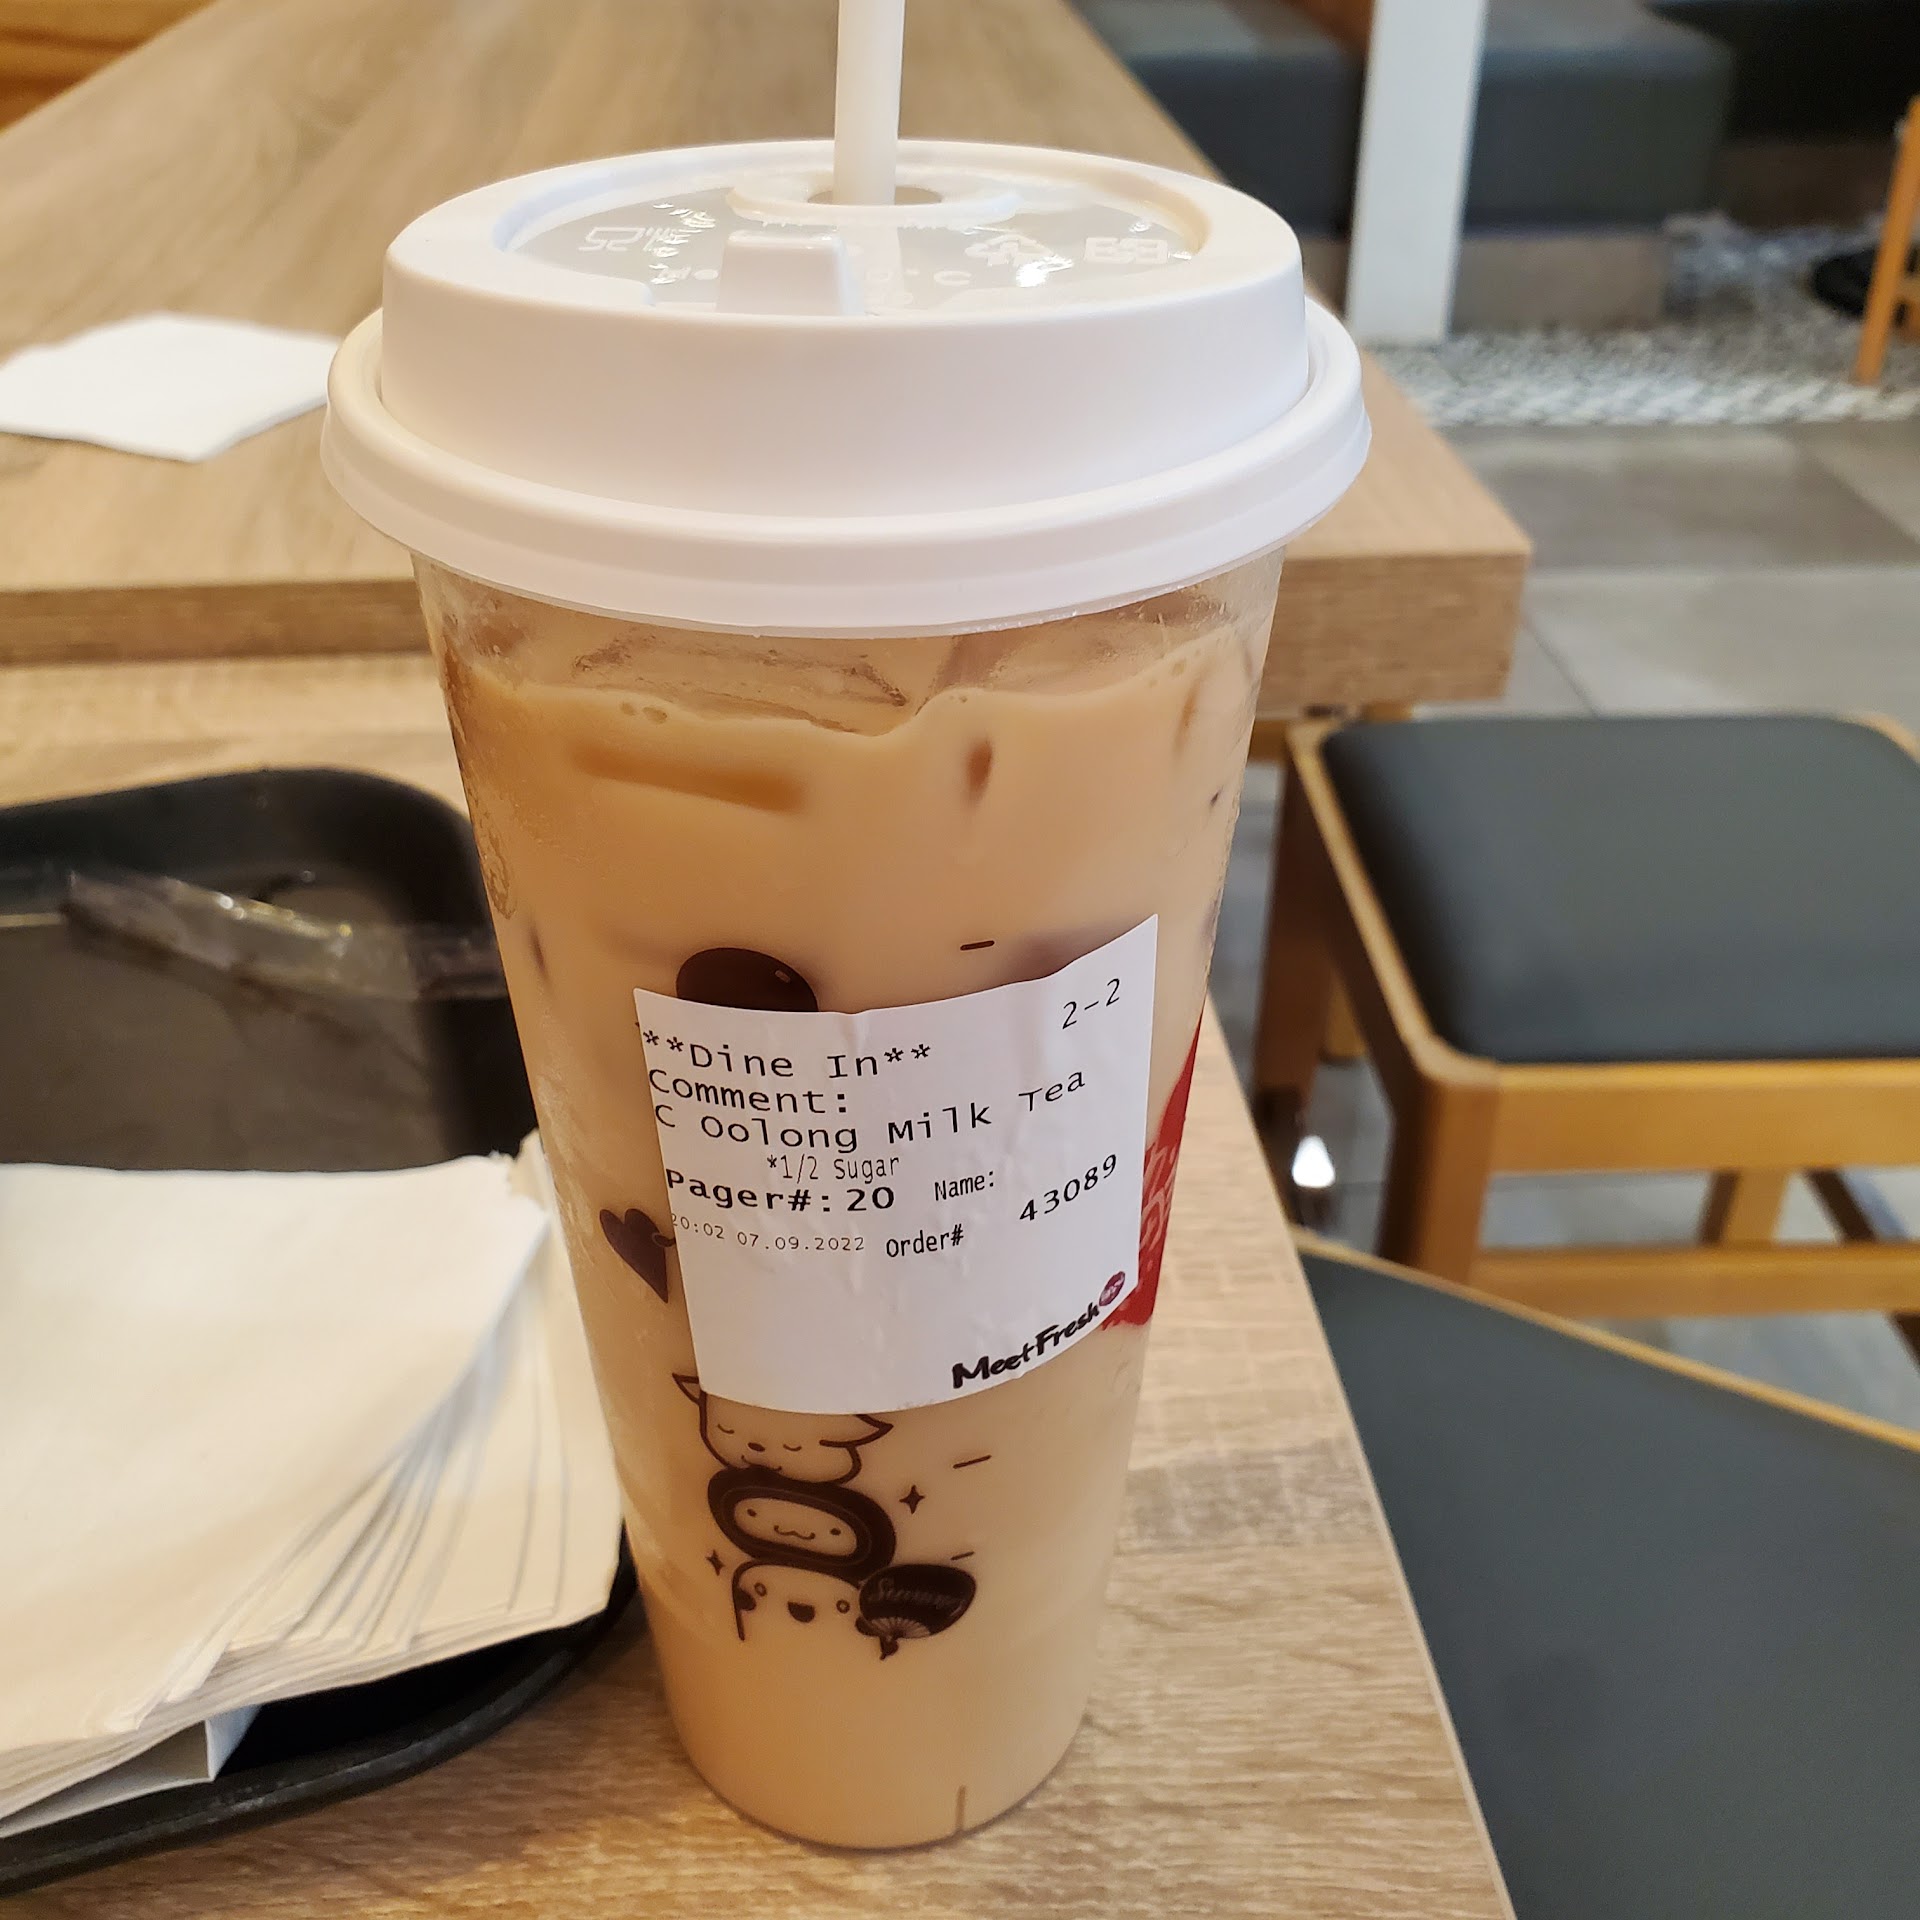 2-2
**Dine In**
Comment:
C Oolong Milk Tea
*1/2 Sugar
Pager#: 20 Name:
20:02 07.09.2022 Order# 43089
MeetFresh
Summer